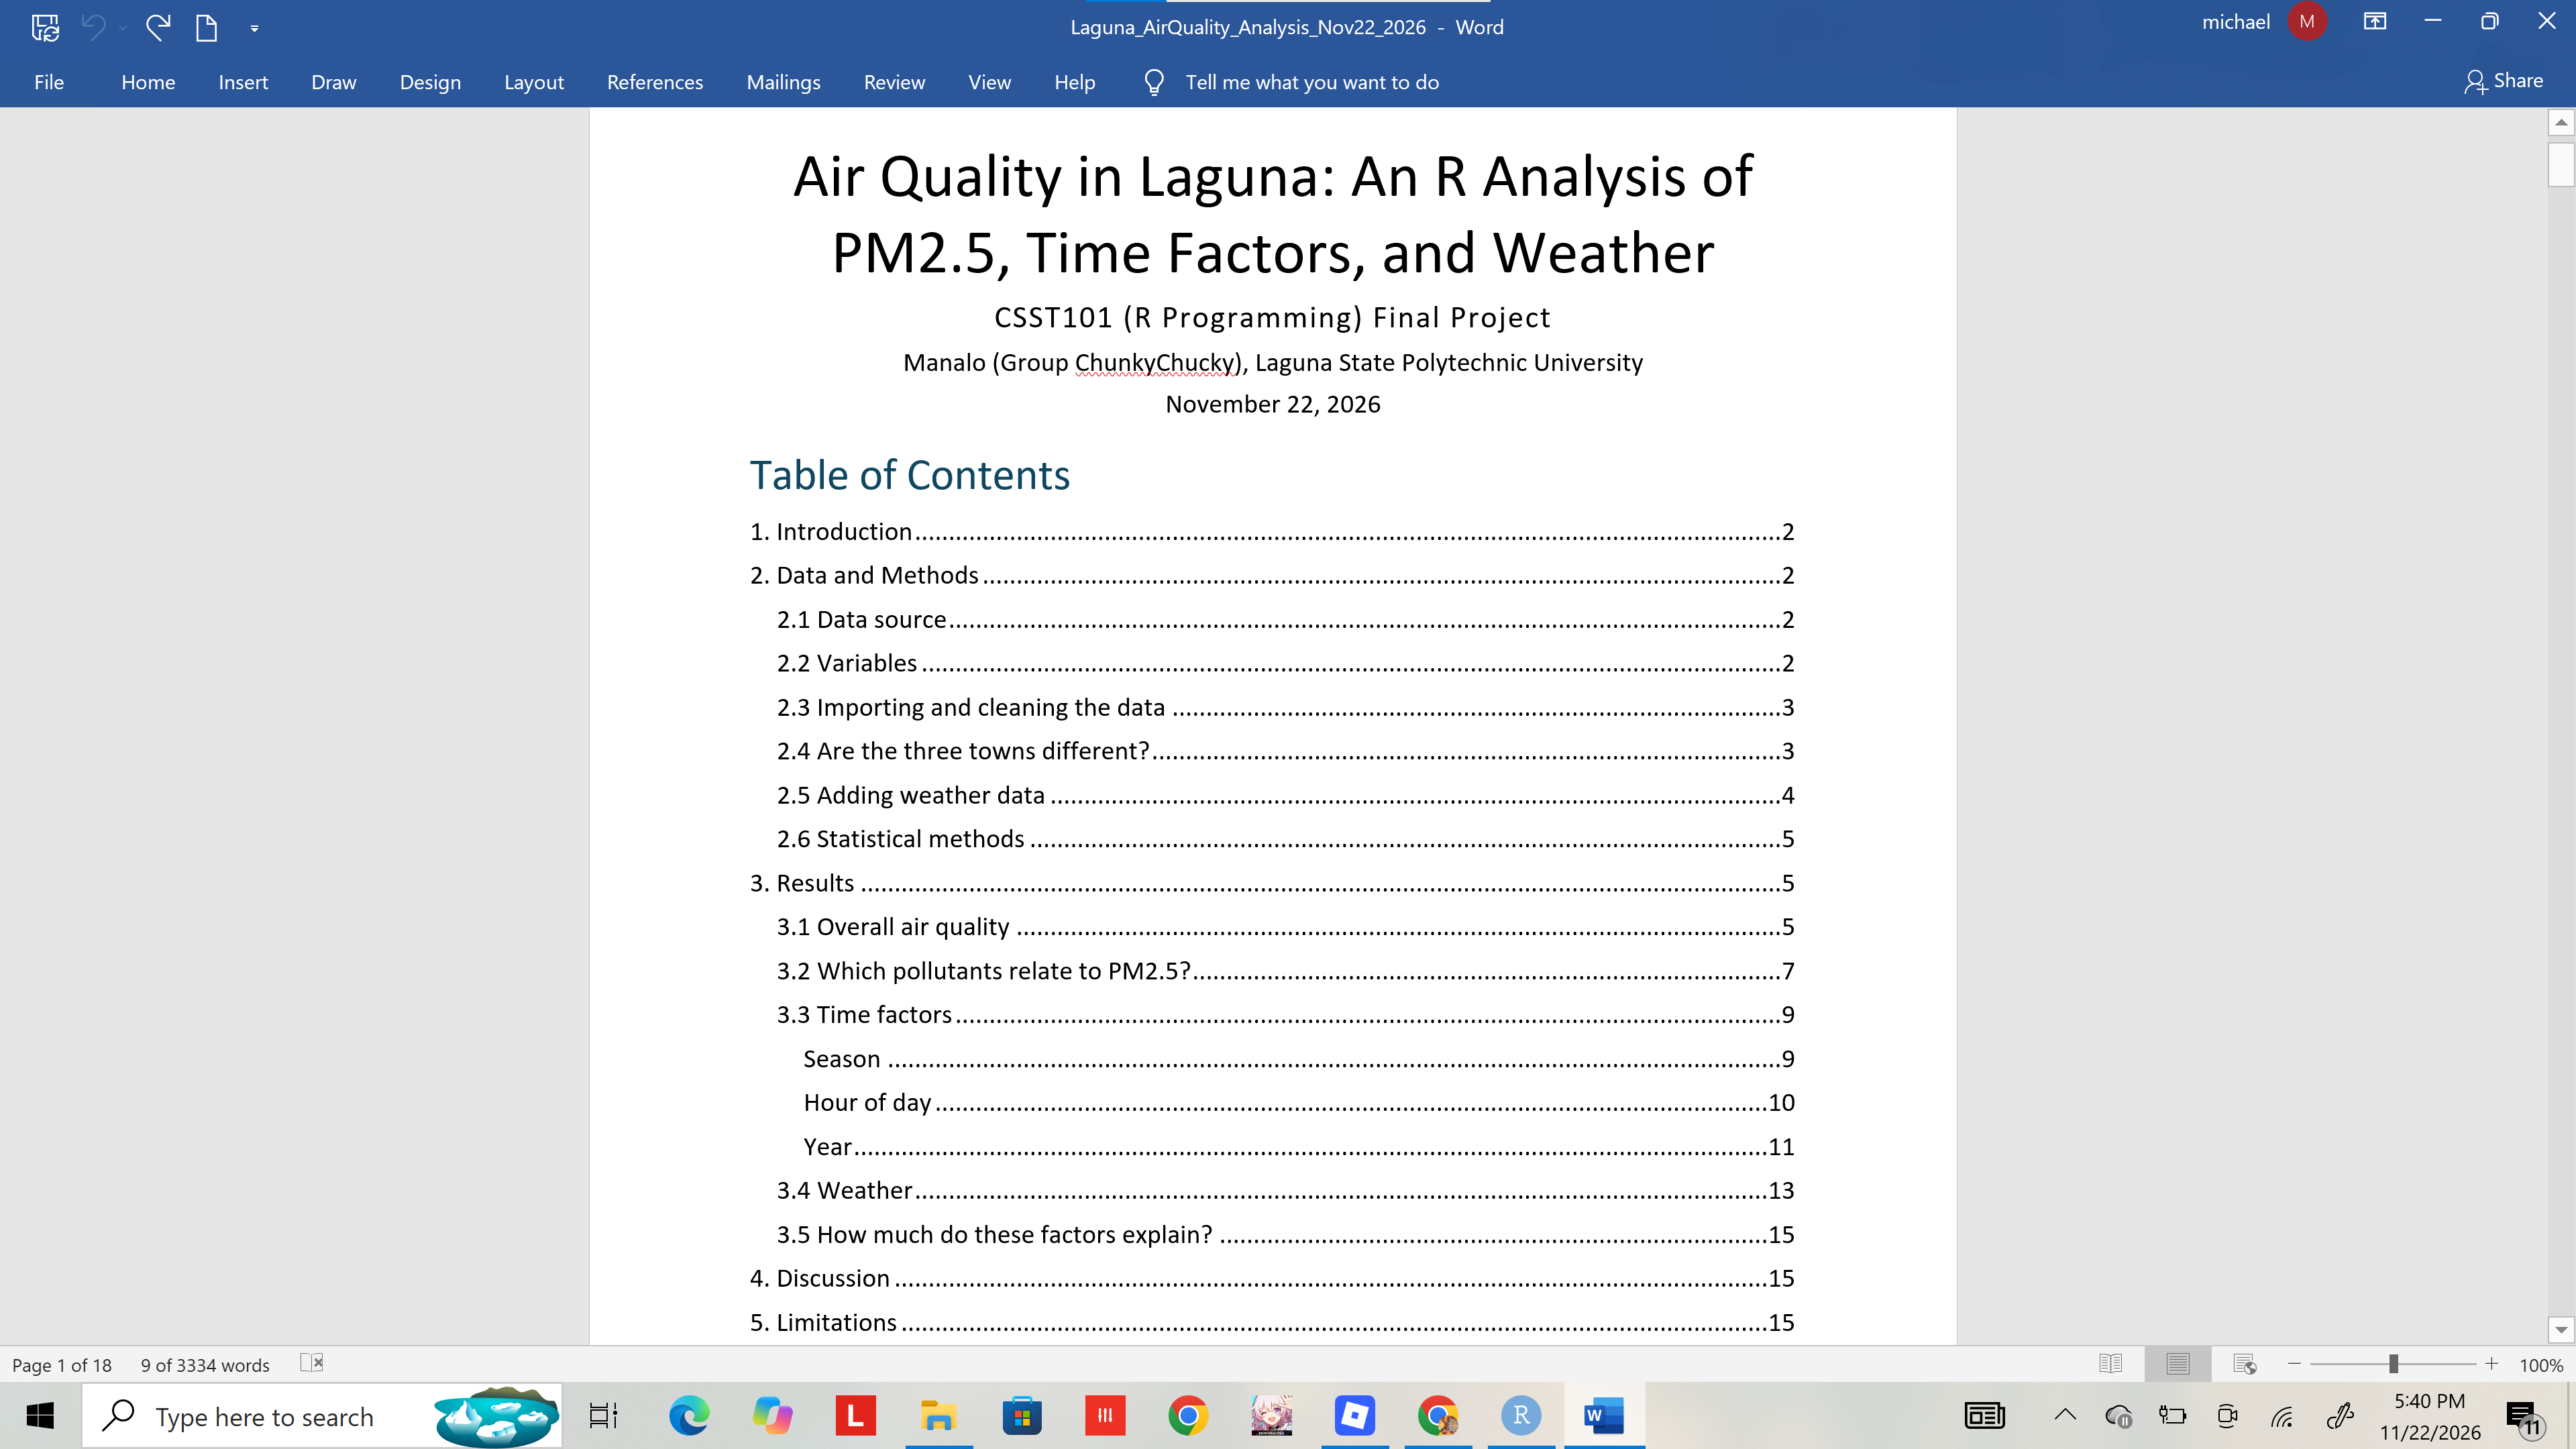 Laguna_AirQuality_Analysis_Nov22_2026 - Word
michael
M
File Home Insert Draw Design Layout References Mailings Review View Help Tell me what you want to do
Share
Air Quality in Laguna: An R Analysis of
PM2.5, Time Factors, and Weather
CSST101 (R Programming) Final Project
Manalo (Group ChunkyChucky), Laguna State Polytechnic University
November 22, 2026
Table of Contents
1. Introduction 2
2. Data and Methods 2
2.1 Data source 2
2.2 Variables 2
2.3 Importing and cleaning the data 3
2.4 Are the three towns different? 3
2.5 Adding weather data 4
2.6 Statistical methods 5
3. Results 5
3.1 Overall air quality 5
3.2 Which pollutants relate to PM2.5? 7
3.3 Time factors 9
Season 9
Hour of day 10
Year 11
3.4 Weather 13
3.5 How much do these factors explain? 15
4. Discussion 15
5. Limitations 15
Page 1 of 18 9 of 3334 words
100%
Type here to search
L
R
W
5:40 PM
11/22/2026
11